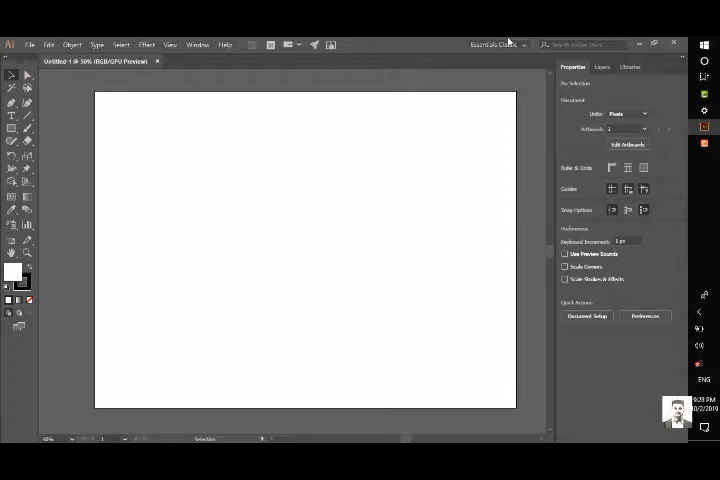 Ai File Edit Object Type Select Effect View Window Help
Essentials Classic
Search Adobe Stock
Untitled-1 @ 50% (RGB/GPU Preview)
Properties Layers Libraries
No Selection
Document
Units: Pixels
Artboard: 1
Edit Artboards
Ruler & Grids
Guides
Snap Options
Preferences
Keyboard Increment: 1 px
Use Preview Bounds
Scale Corners
Scale Strokes & Effects
Quick Actions
Document Setup Preferences
ENG
9:28 PM
10/2/2019
50% 1 Selection